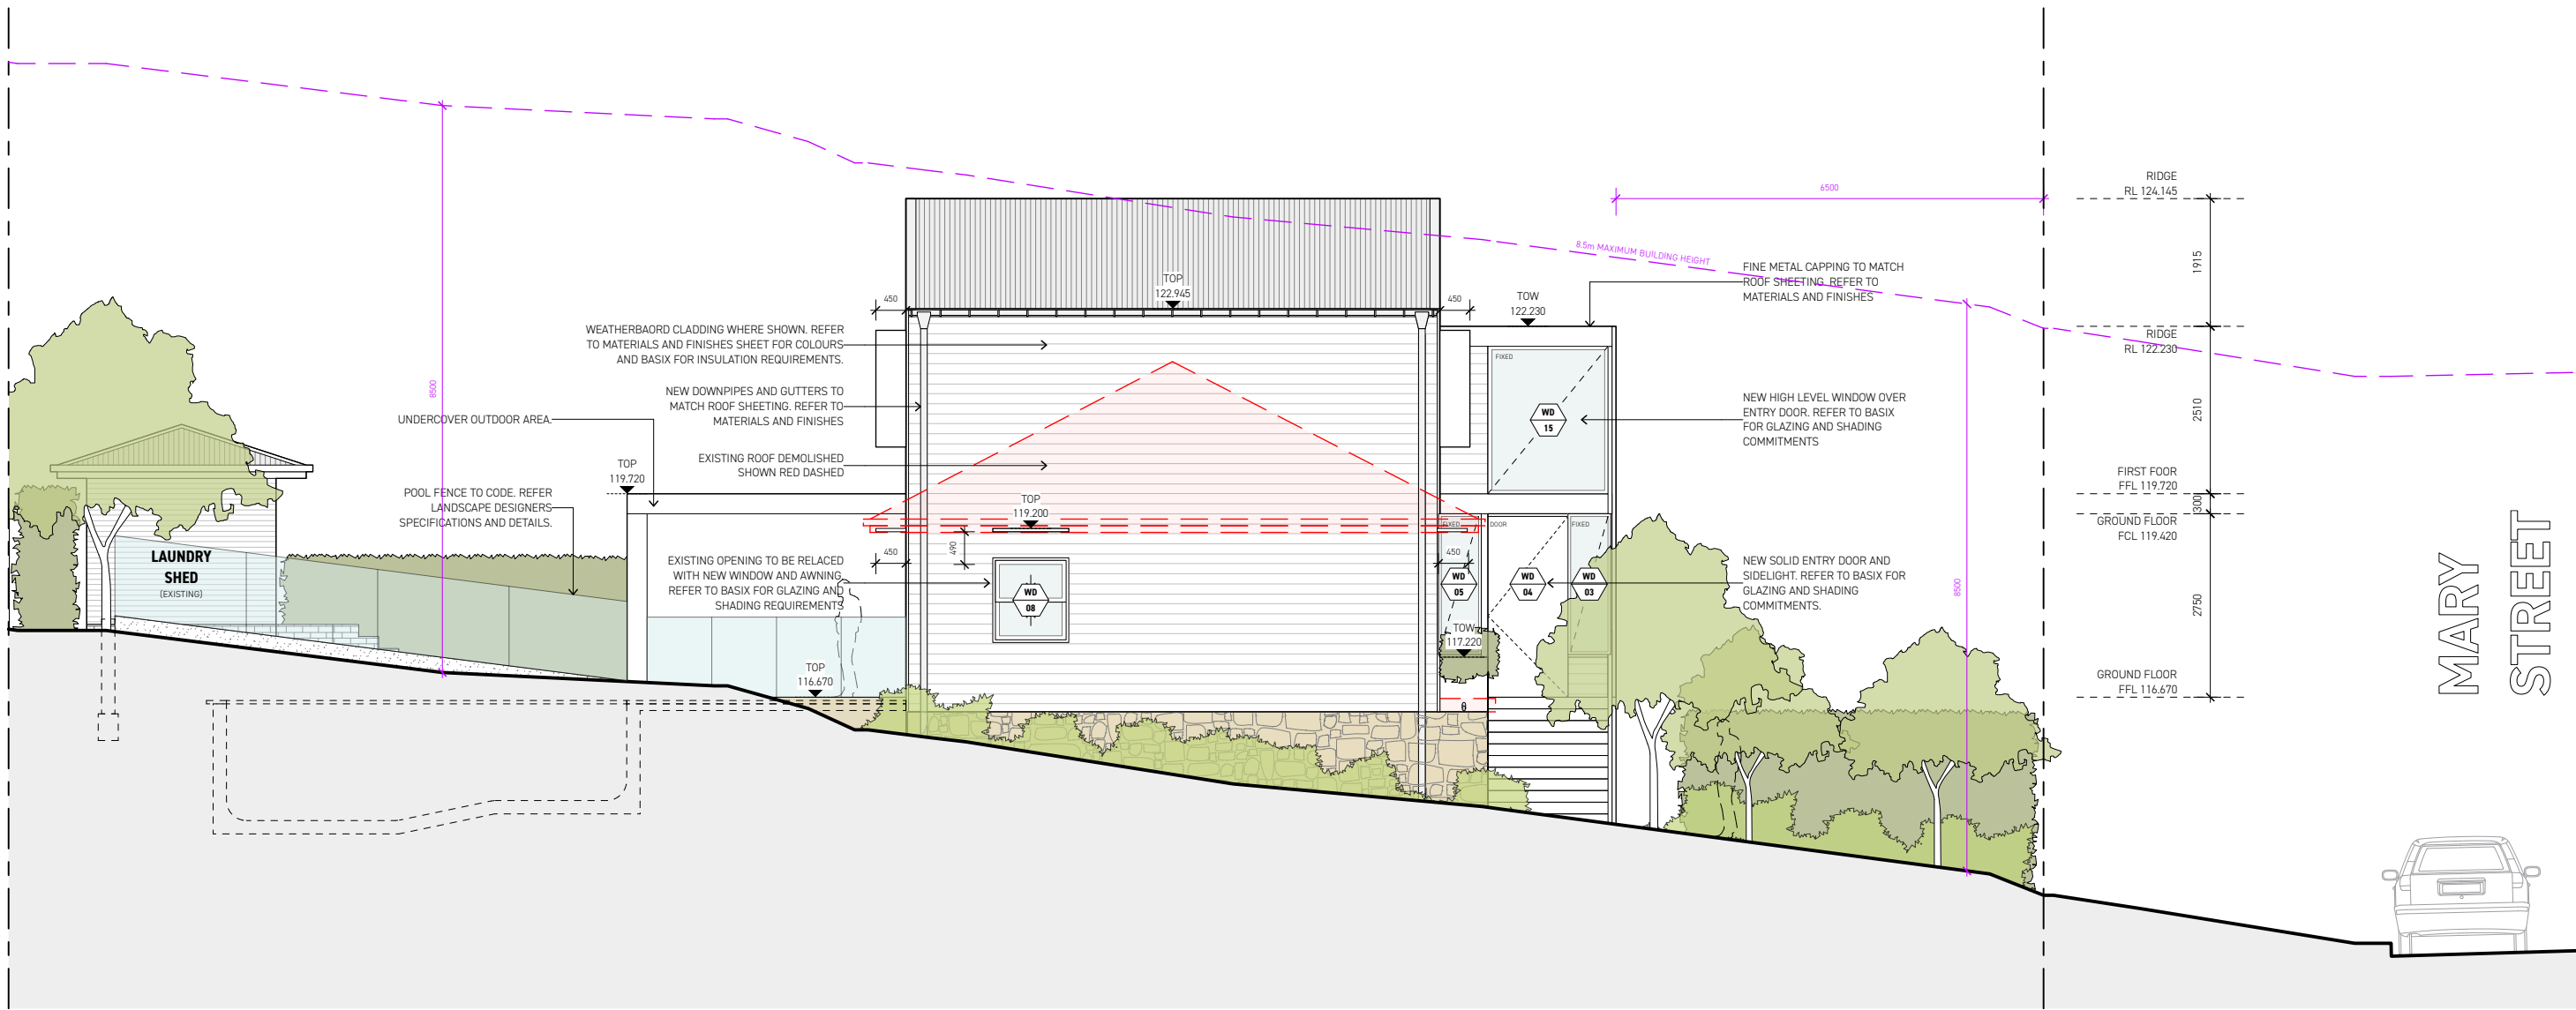 RIDGE
RL 124.145
6500
8.5m MAXIMUM BUILDING HEIGHT
1915
FINE METAL CAPPING TO MATCH
ROOF SHEETING. REFER TO
MATERIALS AND FINISHES
TOP
122.945
450
450
TOW
122.230
WEATHERBAORD CLADDING WHERE SHOWN. REFER
TO MATERIALS AND FINISHES SHEET FOR COLOURS
AND BASIX FOR INSULATION REQUIREMENTS.
RIDGE
RL 122.230
FIXED
8500
NEW DOWNPIPES AND GUTTERS TO
MATCH ROOF SHEETING. REFER TO
MATERIALS AND FINISHES
UNDERCOVER OUTDOOR AREA.
WD
15
NEW HIGH LEVEL WINDOW OVER
ENTRY DOOR. REFER TO BASIX
FOR GLAZING AND SHADING
COMMITMENTS
2510
EXISTING ROOF DEMOLISHED
SHOWN RED DASHED
TOP
119.720
FIRST FOOR
FFL 119.720
300
POOL FENCE TO CODE. REFER
LANDSCAPE DESIGNERS
SPECIFICATIONS AND DETAILS.
TOP
119.200
FIXED
DOOR
FIXED
GROUND FLOOR
FCL 119.420
LAUNDRY
SHED
(EXISTING)
450
490
450
EXISTING OPENING TO BE RELACED
WITH NEW WINDOW AND AWNING.
REFER TO BASIX FOR GLAZING AND
SHADING REQUIREMENTS
WD
08
WD
05
WD
04
WD
03
NEW SOLID ENTRY DOOR AND
SIDELIGHT. REFER TO BASIX FOR
GLAZING AND SHADING
COMMITMENTS.
8500
2750
TOW
117.220
TOP
116.670
GROUND FLOOR
FFL 116.670
MARY
STREET